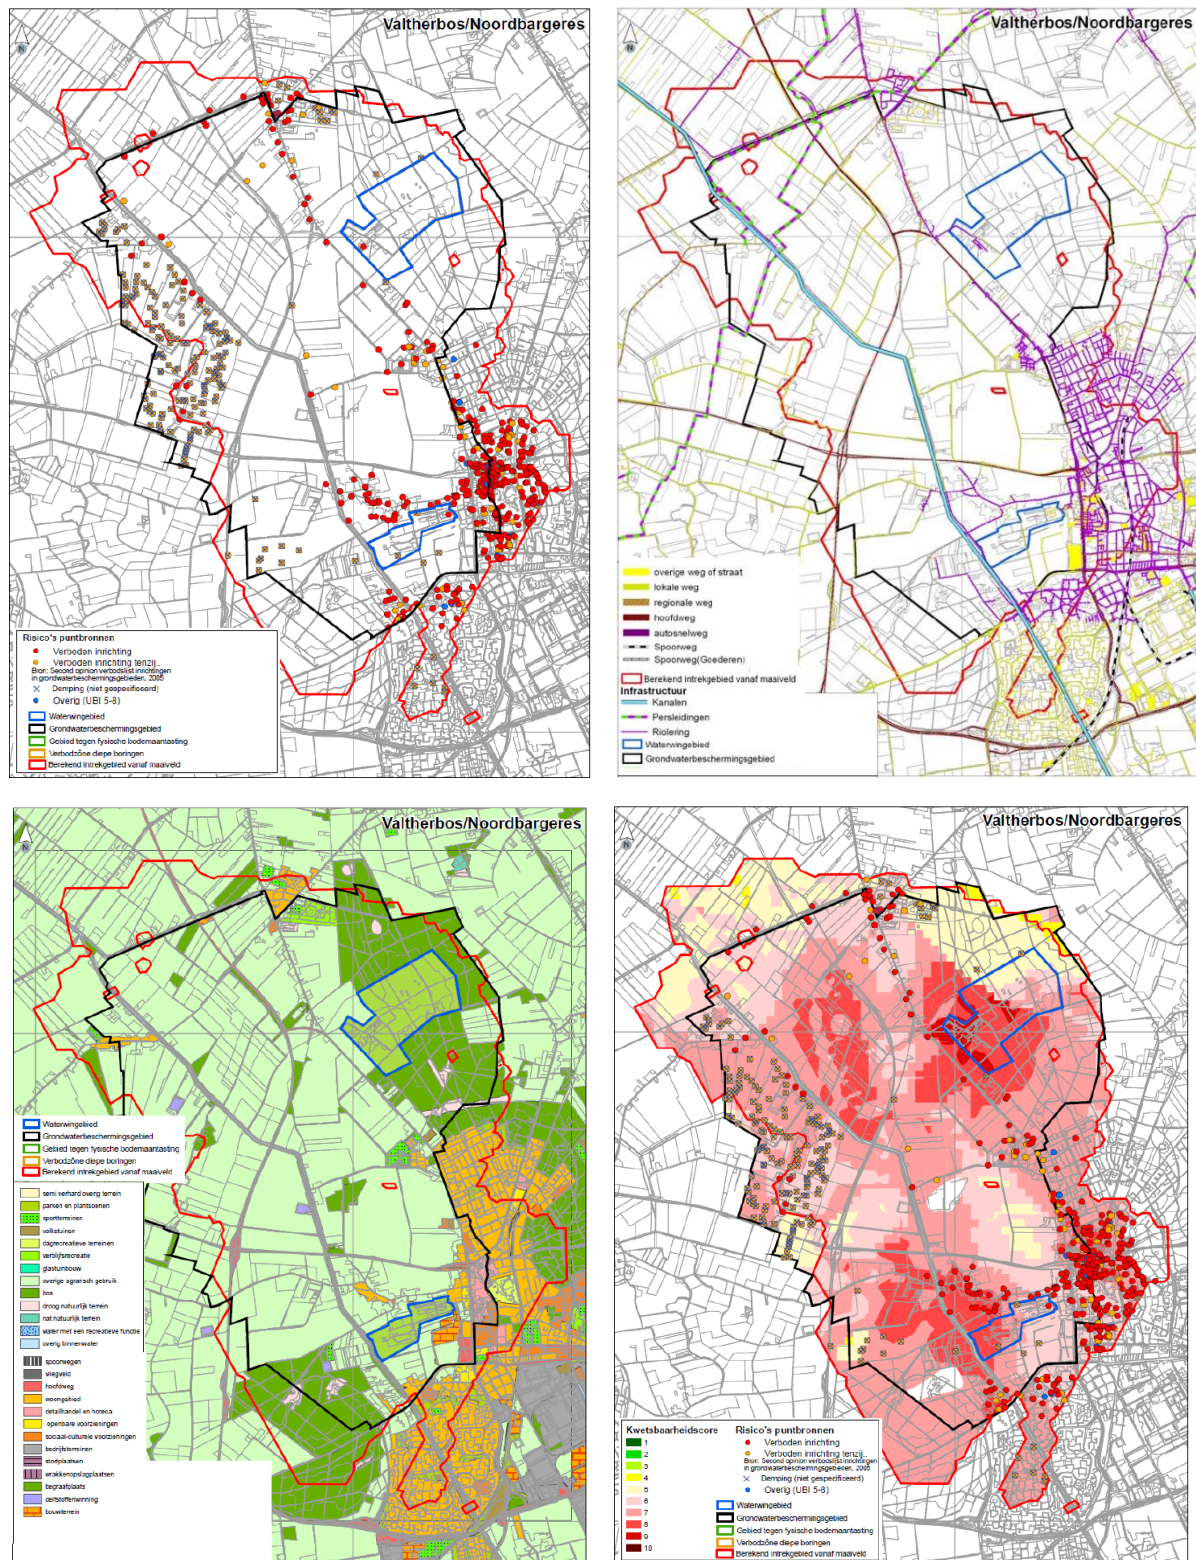 Valtherbos/Noordbargeres
N
Risico's puntbronnen
Verboden inrichting
Verboden inrichting tenzij..
Bron: Second opinion verbodslijst inrichtingen
in grondwaterbeschermingsgebieden, 2005
Demping (niet gespecificeerd)
Overig (UBI 5-8)
Waterwingebied
Grondwaterbeschermingsgebied
Gebied tegen fysische bodemaantasting
Verbodzône diepe boringen
Berekend intrekgebied vanaf maaiveld
Valtherbos/Noordbargeres
N
overige weg of straat
lokale weg
regionale weg
hoofdweg
autosnelweg
Spoorweg
Spoorweg(Goederen)
Berekend intrekgebied vanaf maaiveld
Infrastructuur
Kanalen
Persleidingen
Riolering
Waterwingebied
Grondwaterbeschermingsgebied
Valtherbos/Noordbargeres
N
Waterwingebied
Grondwaterbeschermingsgebied
Gebied tegen fysische bodemaantasting
Verbodzône diepe boringen
Berekend intrekgebied vanaf maaiveld
semi verhard overig terrein
parken en plantsoenen
sportterreinen
volkstuinen
dagrecreatieve terreinen
verblijfsrecreatie
glastuinbouw
overige agrarisch gebruik
bos
droog natuurlijk terrein
nat natuurlijk terrein
water met een recreatieve functie
overig binnenwater
spoorwegen
vliegveld
hoofdweg
woongebied
detailhandel en horeca
openbare voorzieningen
sociaal-culturele voorzieningen
bedrijfsterreinen
stortplaatsen
wrakkenopslagplaatsen
begraafplaats
delfstoffenwinning
bouwterrein
Valtherbos/Noordbargeres
N
Kwetsbaarheidscore
1
2
3
4
5
6
7
8
9
10
Risico's puntbronnen
Verboden inrichting
Verboden inrichting tenzij..
Bron: Second opinion verbodslijst inrichtingen
in grondwaterbeschermingsgebieden, 2005
Demping (niet gespecificeerd)
Overig (UBI 5-8)
Waterwingebied
Grondwaterbeschermingsgebied
Gebied tegen fysische bodemaantasting
Verbodzône diepe boringen
Berekend intrekgebied vanaf maaiveld